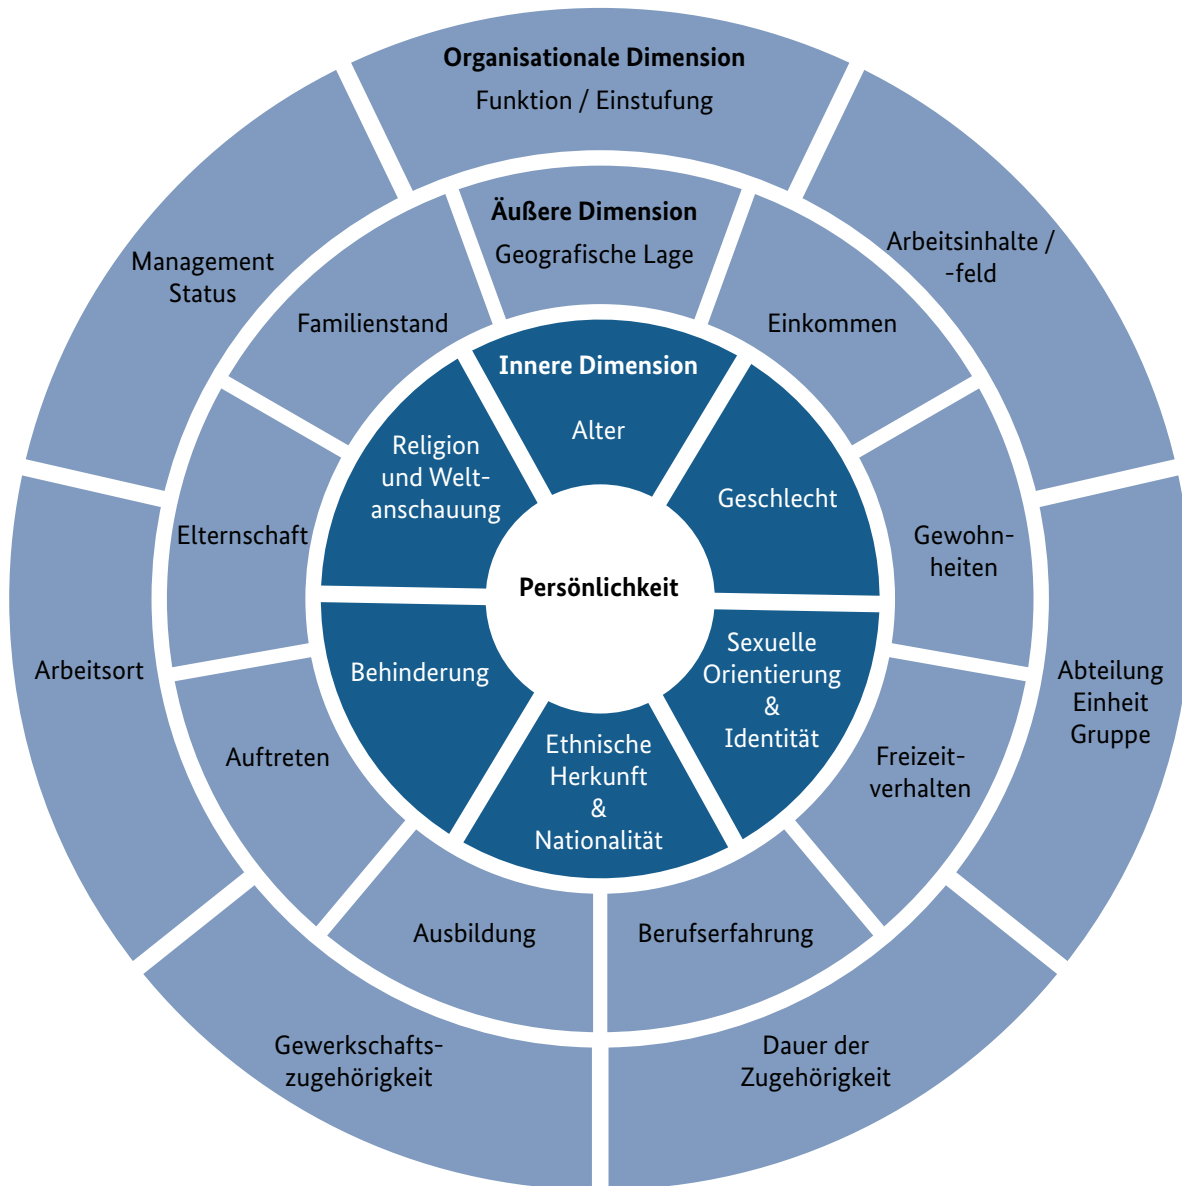 Organisationale Dimension
Funktion / Einstufung
Arbeitsinhalte /
-feld
Abteilung
Einheit
Gruppe
Dauer der
Zugehörigkeit
Gewerkschafts-
zugehörigkeit
Arbeitsort
Management
Status
Äußere Dimension
Geografische Lage
Einkommen
Gewohn-
heiten
Freizeit-
verhalten
Berufserfahrung
Ausbildung
Auftreten
Elternschaft
Familienstand
Innere Dimension
Alter
Geschlecht
Sexuelle
Orientierung
&
Identität
Ethnische
Herkunft
&
Nationalität
Behinderung
Religion
und Welt-
anschauung
Persönlichkeit